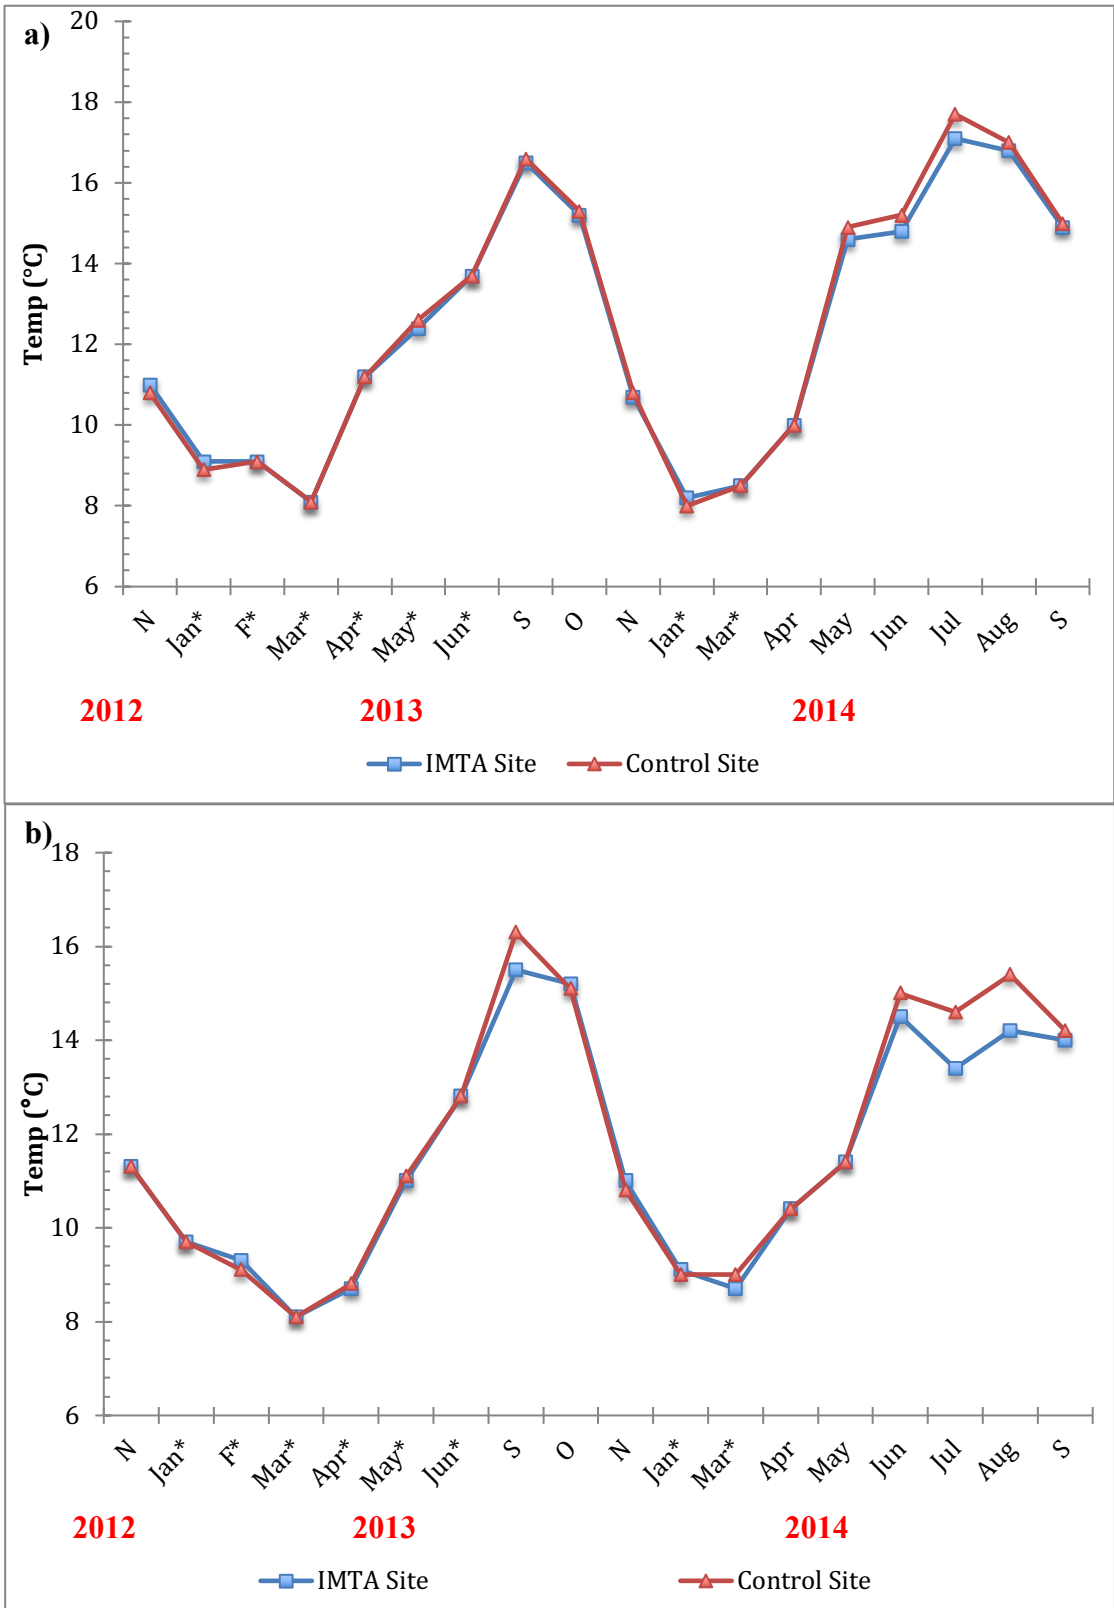 a)
20
18
16
14
12
10
8
6
Temp (°C)
N Jan* F* Mar* Apr* May* Jun* S O N Jan* Mar* Apr May Jun Jul Aug S
2012 2013 2014
IMTA Site Control Site
b)
18
16
14
12
10
8
6
Temp (°C)
N Jan* F* Mar* Apr* May* Jun* S O N Jan* Mar* Apr May Jun Jul Aug S
2012 2013 2014
IMTA Site Control Site